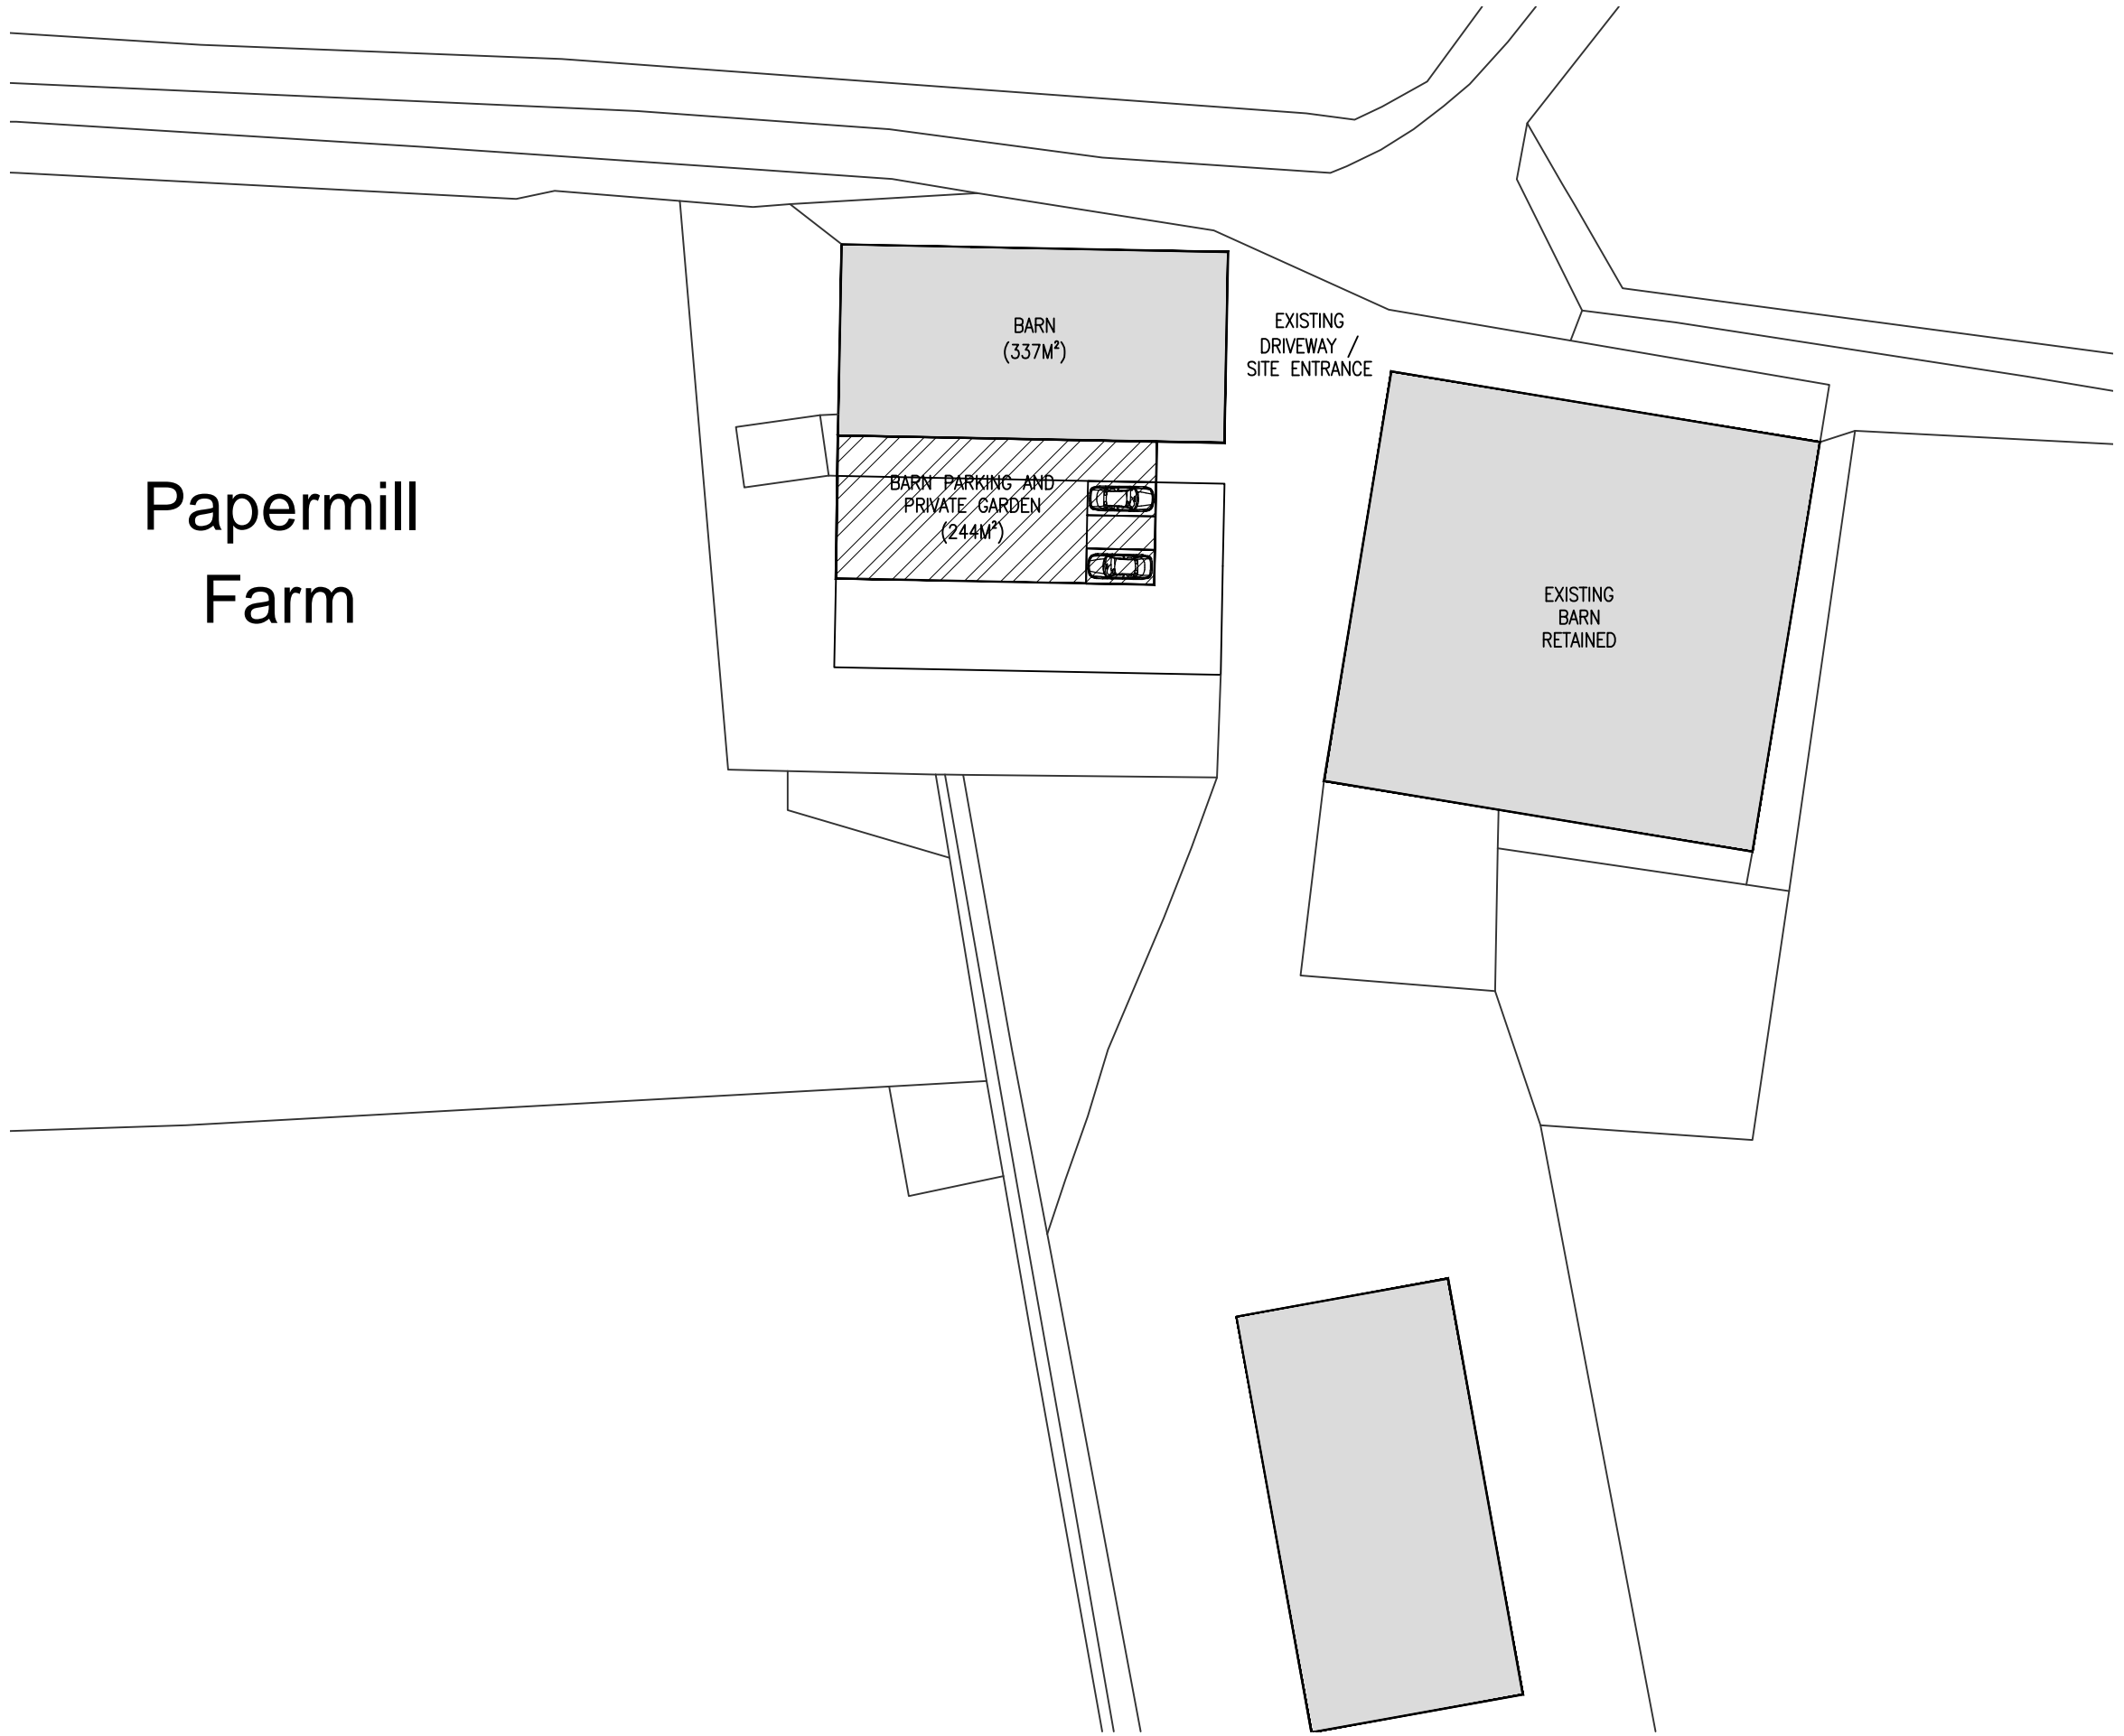 BARN
(337M²)
EXISTING
DRIVEWAY /
SITE ENTRANCE
Papermill
Farm
BARN PARKING AND
PRIVATE GARDEN
(244M²)
EXISTING
BARN
RETAINED